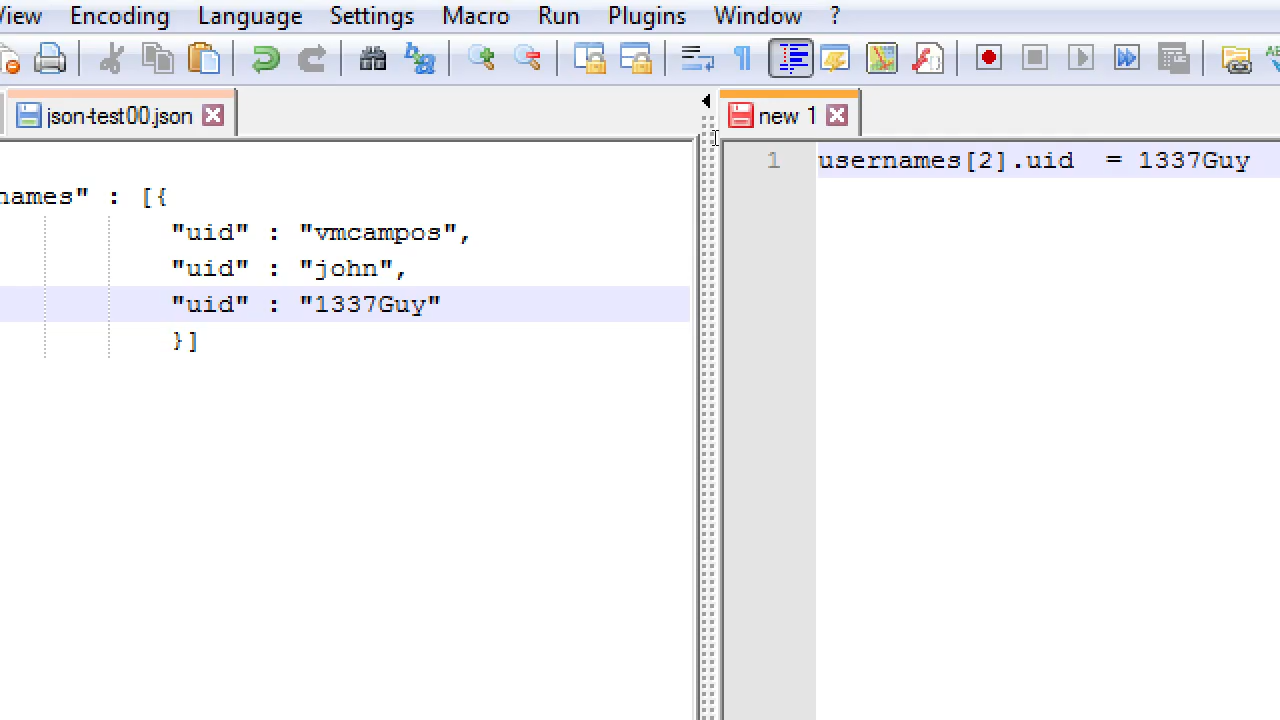 View Encoding Language Settings Macro Run Plugins Window ?
json-test00.json
new 1
names" : [{
"uid" : "vmcampos",
"uid" : "john",
"uid" : "1337Guy"
}]
1 usernames[2].uid  = 1337Guy